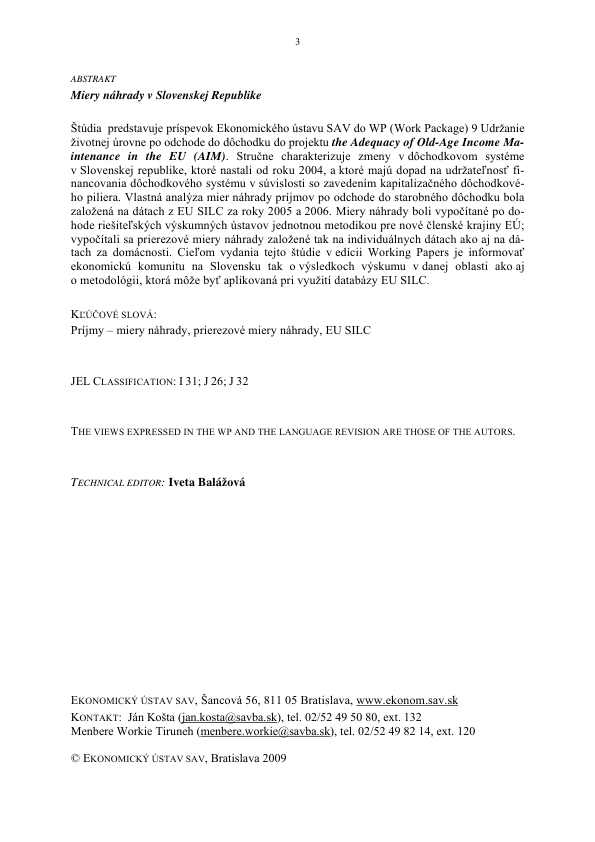 3
ABSTRAKT
Miery náhrady v Slovenskej Republike
Štúdia predstavuje príspevok Ekonomického ústavu SAV do WP (Work Package) 9 Udržanie
životnej úrovne po odchode do dôchodku do projektu the Adequacy of Old-Age Income Ma-
intenance in the EU (AIM). Stručne charakterizuje zmeny v dôchodkovom systéme
v Slovenskej republike, ktoré nastali od roku 2004, a ktoré majú dopad na udržateľnosť fi-
nancovania dôchodkového systému v súvislosti so zavedením kapitalizačného dôchodkové-
ho piliera. Vlastná analýza mier náhrady príjmov po odchode do starobného dôchodku bola
založená na dátach z EU SILC za roky 2005 a 2006. Miery náhrady boli vypočítané po do-
hode riešiteľských výskumných ústavov jednotnou metodikou pre nové členské krajiny EÚ;
vypočítali sa prierezové miery náhrady založené tak na individuálnych dátach ako aj na dá-
tach za domácnosti. Cieľom vydania tejto štúdie v edícii Working Papers je informovať
ekonomickú komunitu na Slovensku tak o výsledkoch výskumu v danej oblasti ako aj
o metodológii, ktorá môže byť aplikovaná pri využití databázy EU SILC.
KĽÚČOVÉ SLOVÁ:
Príjmy – miery náhrady, prierezové miery náhrady, EU SILC
JEL CLASSIFICATION: I 31; J 26; J 32
THE VIEWS EXPRESSED IN THE WP AND THE LANGUAGE REVISION ARE THOSE OF THE AUTORS.
TECHNICAL EDITOR: Iveta Balážová
EKONOMICKÝ ÚSTAV SAV, Šancová 56, 811 05 Bratislava, www.ekonom.sav.sk
KONTAKT: Ján Košta (jan.kosta@savba.sk), tel. 02/52 49 50 80, ext. 132
Menbere Workie Tiruneh (menbere.workie@savba.sk), tel. 02/52 49 82 14, ext. 120
© EKONOMICKÝ ÚSTAV SAV, Bratislava 2009